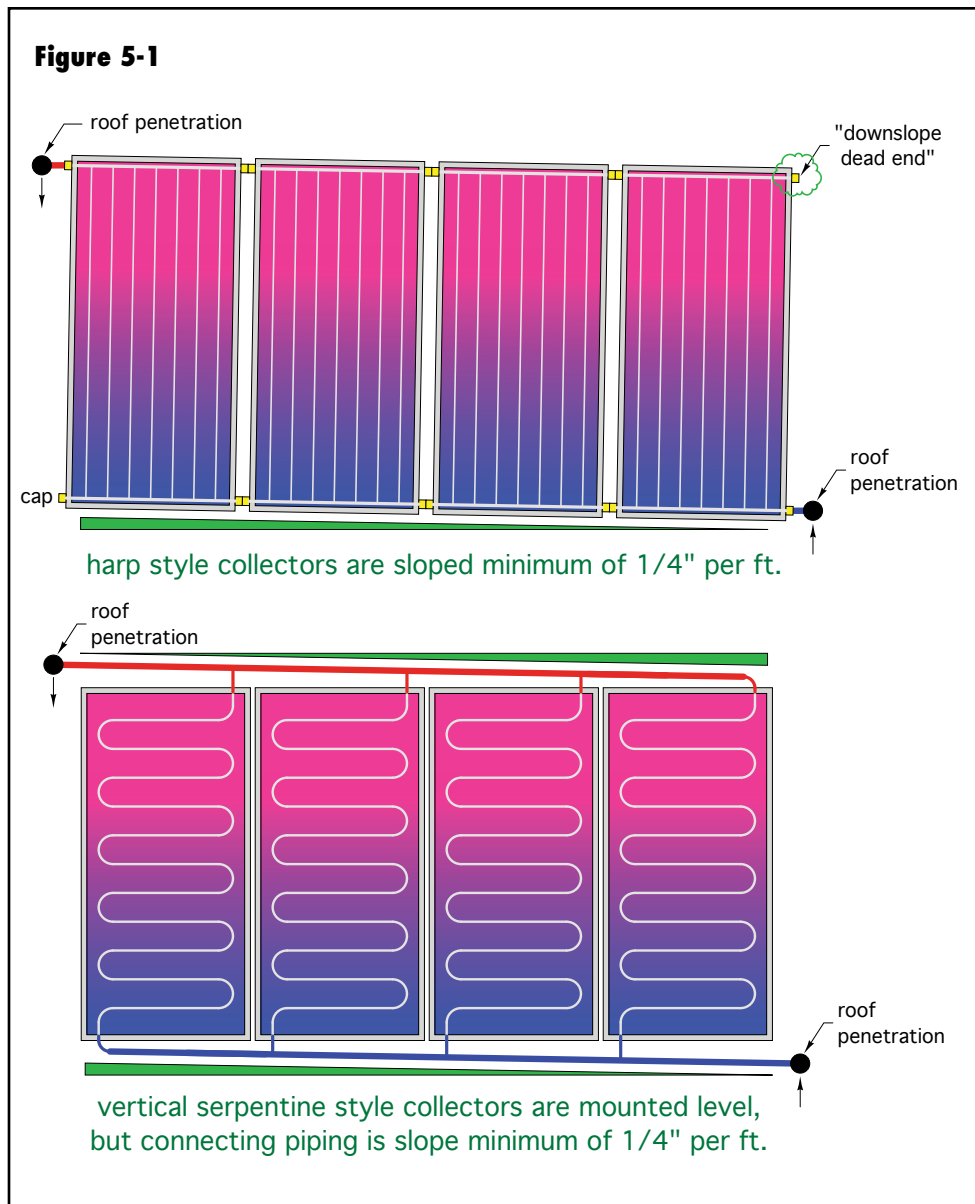 Figure 5-1
roof penetration
"downslope
dead end"
cap
roof
penetration
harp style collectors are sloped minimum of 1/4" per ft.
roof
penetration
roof
penetration
vertical serpentine style collectors are mounted level,
but connecting piping is slope minimum of 1/4" per ft.